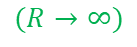 (R → ∞)